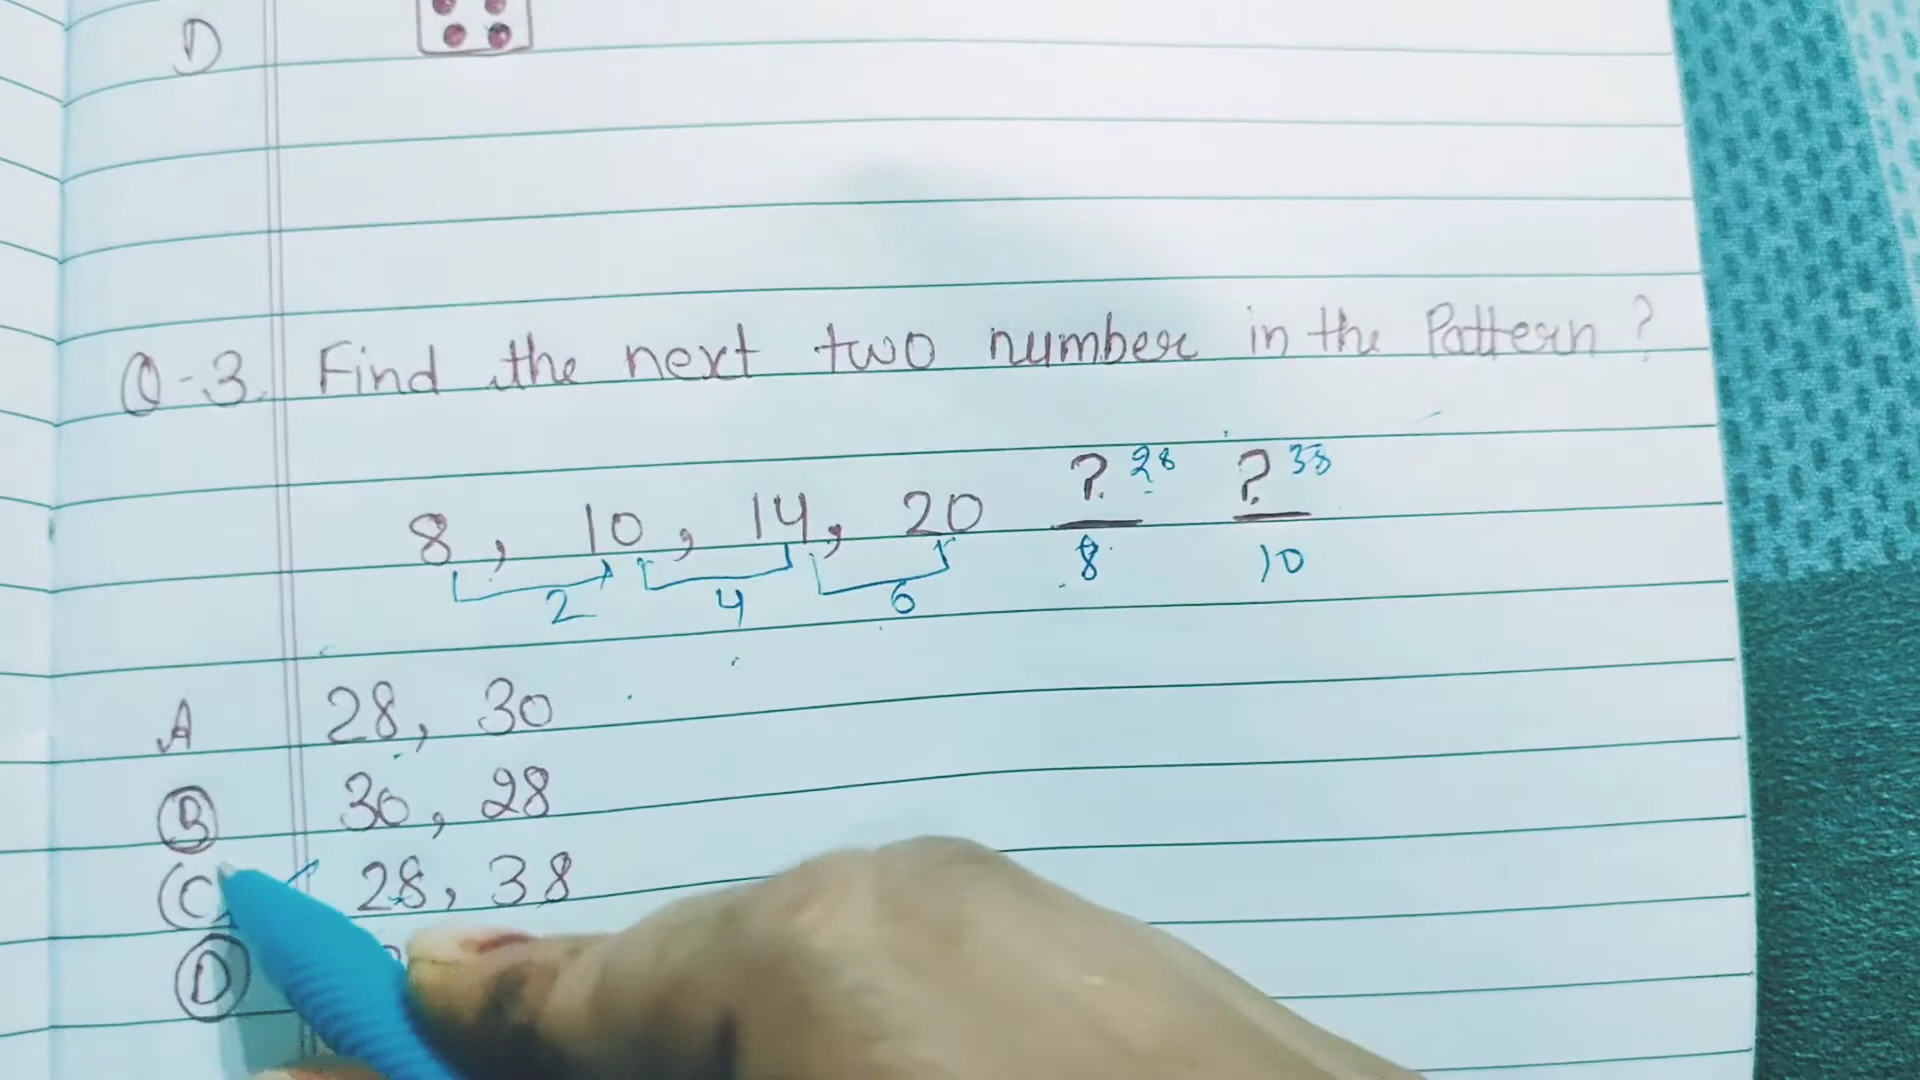 D
Q-3. Find the next two number in the Pattern ?
8, 10, 14, 20 ? 28 ? 38
2 4 6 8 10
A 28, 30
B 30, 28
C 28, 38
D